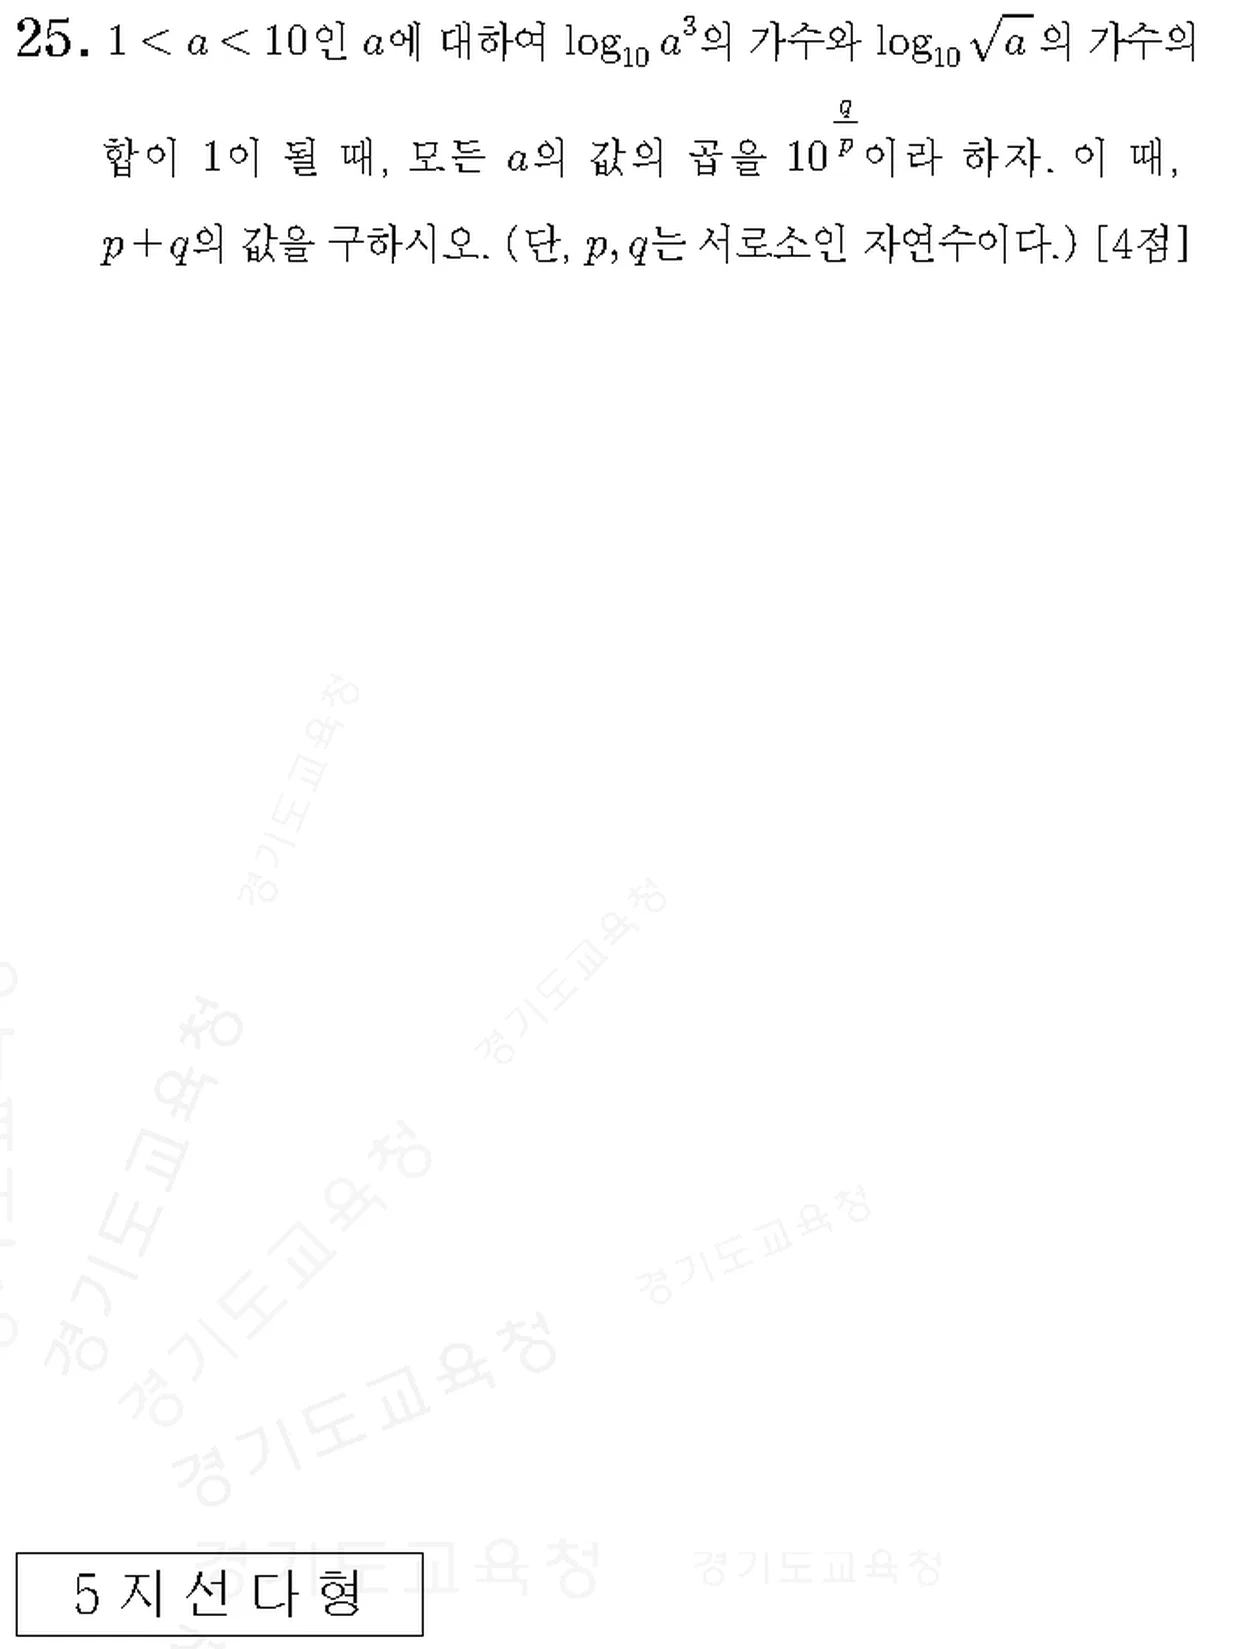 25. 1 < a < 10인 a에 대하여 log₁₀ a³의 가수와 log₁₀ √a 의 가수의
합이 1이 될 때, 모든 a의 값의 곱을 10^(q/p)이라 하자. 이 때,
p+q의 값을 구하시오. (단, p, q는 서로소인 자연수이다.) [4점]
경기도교육청
경기도교육청
경기도교육청
경기도교육청
경기도교육청
경기도교육청
경기도교육청
경기도교육청
5 지 선 다 형